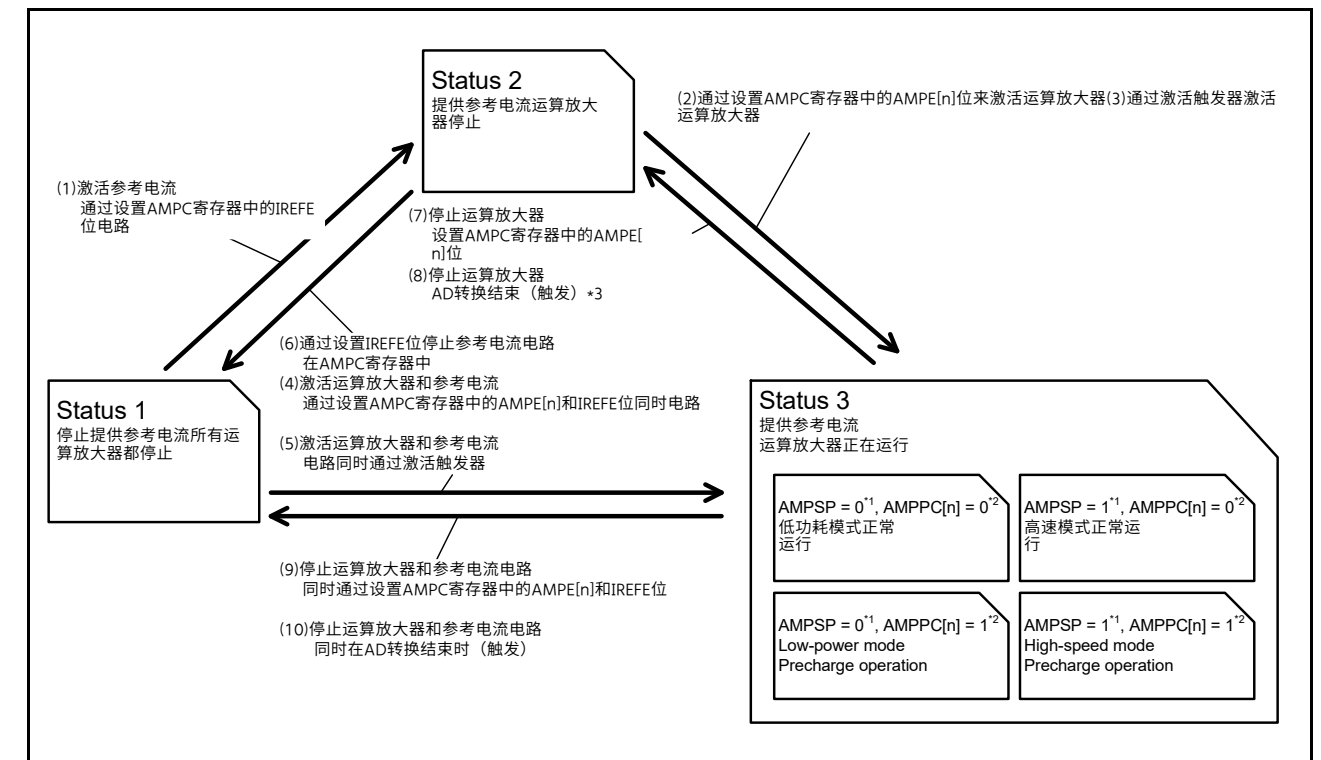 Status 2
提供参考电流运算放大
器停止
(2)通过设置AMPC寄存器中的AMPE[n]位来激活运算放大器(3)通过激活触发器激活
运算放大器
(1)激活参考电流
通过设置AMPC寄存器中的IREFE
位电路
(7)停止运算放大器
设置AMPC寄存器中的AMPE[
n]位
(8)停止运算放大器
AD转换结束（触发）*3
(6)通过设置IREFE位停止参考电流电路
在AMPC寄存器中
(4)激活运算放大器和参考电流
通过设置AMPC寄存器中的AMPE[n]和IREFE位同时电路
(5)激活运算放大器和参考电流
电路同时通过激活触发器
Status 1
停止提供参考电流所有运
算放大器都停止
Status 3
提供参考电流
运算放大器正在运行
AMPSP = 0*1, AMPPC[n] = 0*2
低功耗模式正常
运行
AMPSP = 1*1, AMPPC[n] = 0*2
高速模式正常运
行
AMPSP = 0*1, AMPPC[n] = 1*2
Low-power mode
Precharge operation
AMPSP = 1*1, AMPPC[n] = 1*2
High-speed mode
Precharge operation
(9)停止运算放大器和参考电流电路
同时通过设置AMPC寄存器中的AMPE[n]和IREFE位
(10)停止运算放大器和参考电流电路
同时在AD转换结束时（触发）